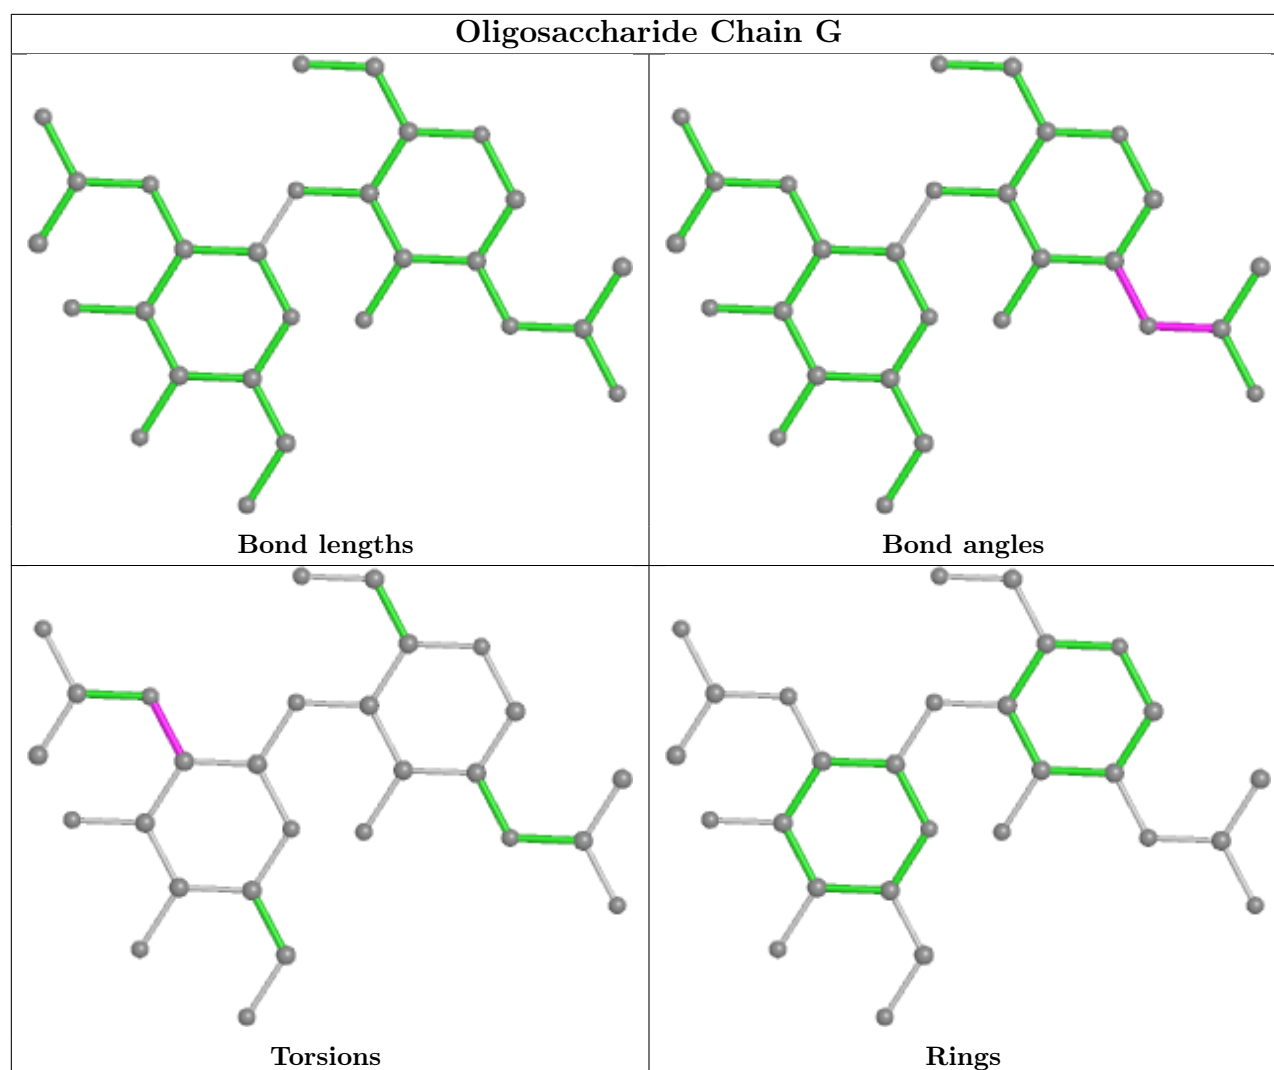 Oligosaccharide Chain G
Bond lengths
Bond angles
Torsions
Rings